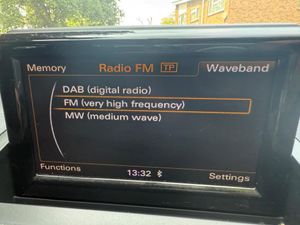 Memory Radio FM TP Waveband
DAB (digital radio)
FM (very high frequency)
MW (medium wave)
Functions 13:32 Settings